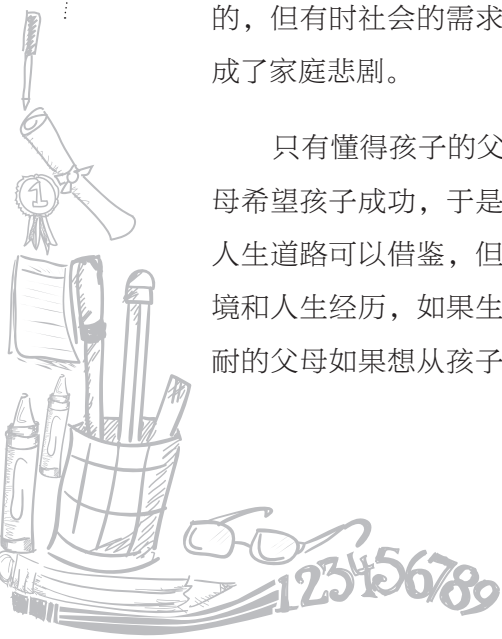 的，但有时社会的需求
成了家庭悲剧。
只有懂得孩子的父
母希望孩子成功，于是
人生道路可以借鉴，但
境和人生经历，如果生
耐的父母如果想从孩子
1
123456789